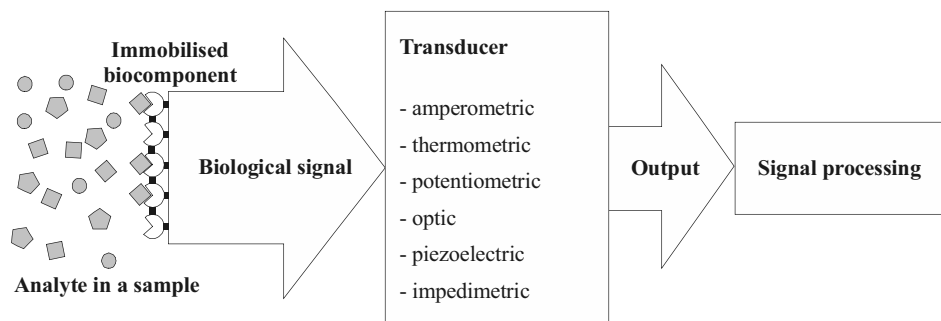 Immobilised
biocomponent
Analyte in a sample
Biological signal
Transducer
- amperometric
- thermometric
- potentiometric
- optic
- piezoelectric
- impedimetric
Output
Signal processing